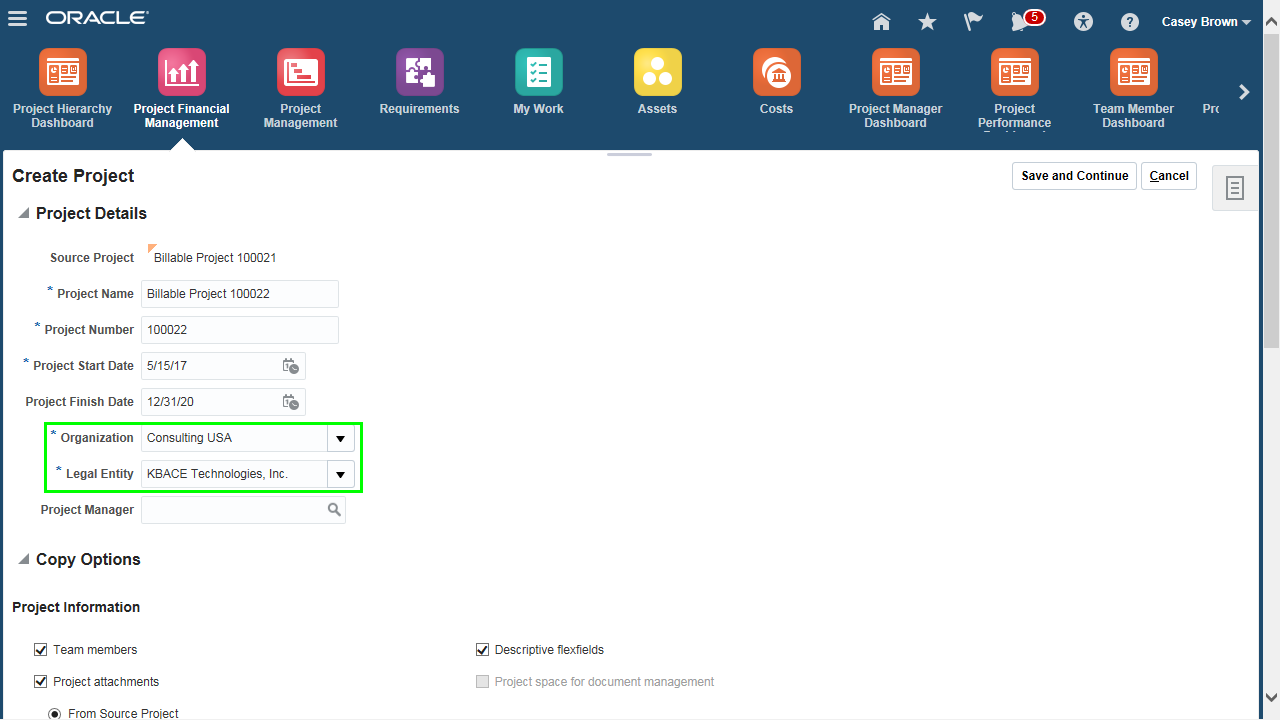 ORACLE
5
Casey Brown
Project Hierarchy
Dashboard
Project Financial
Management
Project
Management
Requirements
My Work
Assets
Costs
Project Manager
Dashboard
Project
Performance
Team Member
Dashboard
Pro
Create Project
Save and Continue
Cancel
Project Details
Source Project Billable Project 100021
* Project Name Billable Project 100022
* Project Number 100022
* Project Start Date 5/15/17
Project Finish Date 12/31/20
* Organization Consulting USA
* Legal Entity KBACE Technologies, Inc.
Project Manager
Copy Options
Project Information
Team members
Descriptive flexfields
Project attachments
Project space for document management
From Source Project